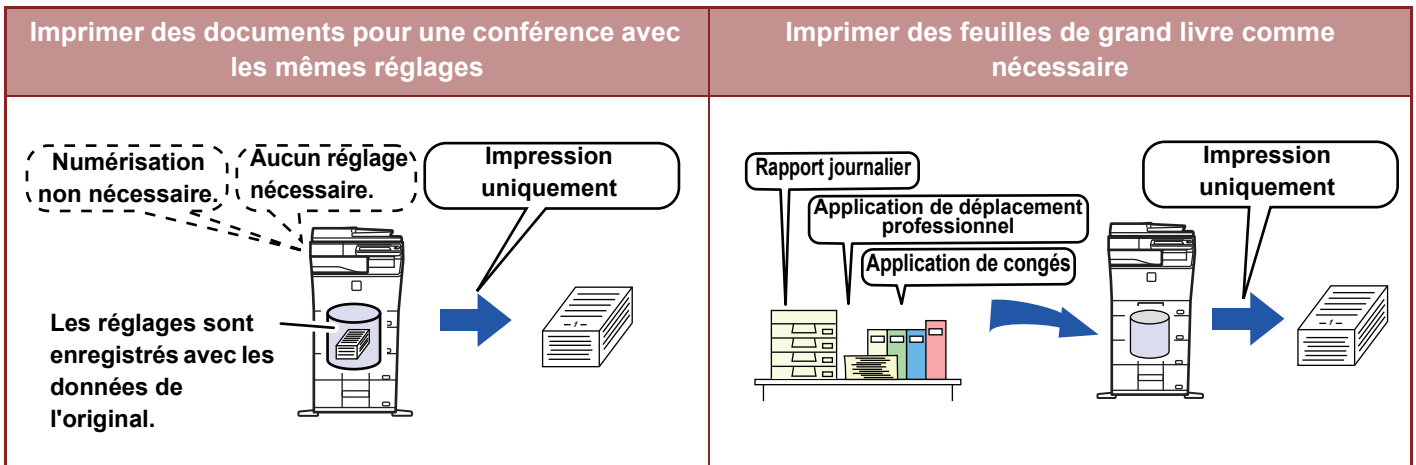 Imprimer des documents pour une conférence avec
les mêmes réglages
Imprimer des feuilles de grand livre comme
nécessaire
Numérisation
non nécessaire.
Aucun réglage
nécessaire.
Impression
uniquement
Les réglages sont
enregistrés avec les
données de
l'original.
-1-
Rapport journalier
Application de déplacement
professionnel
Application de congés
Impression
uniquement
-1-